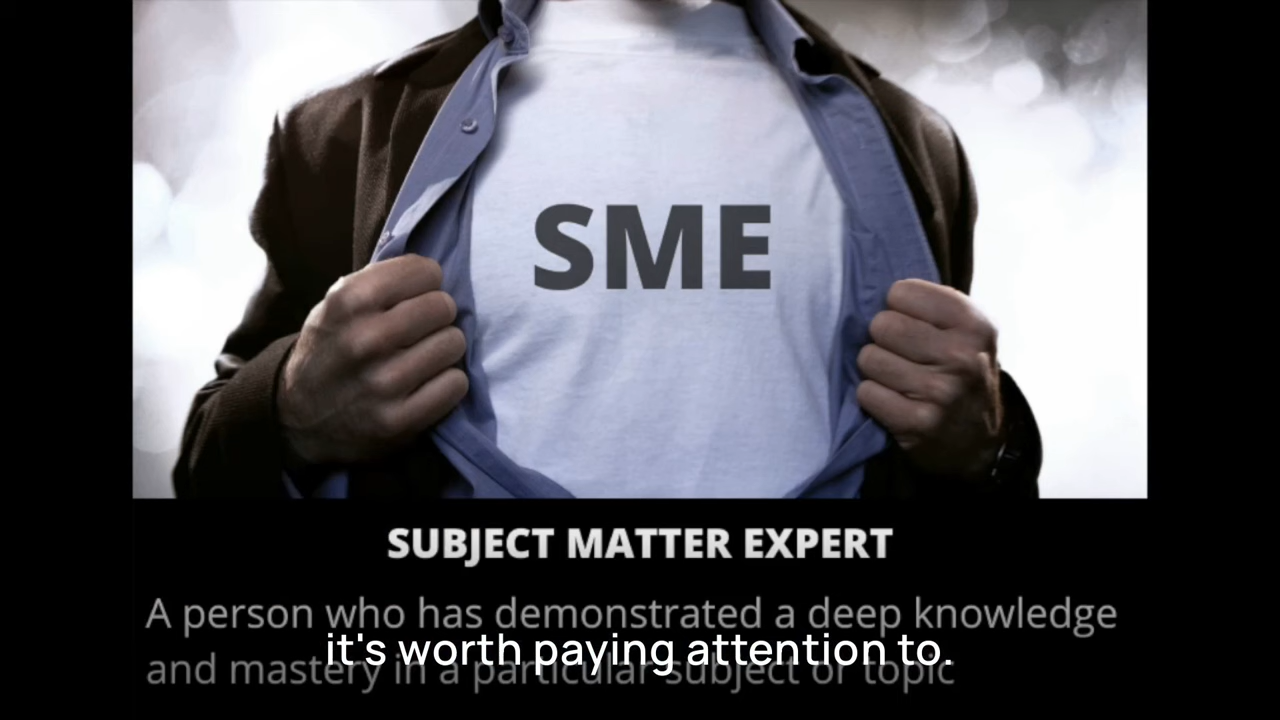 SME
SUBJECT MATTER EXPERT
A person who has demonstrated a deep knowledge
it's worth paying attention to.
and mastery in a particular subject or topic